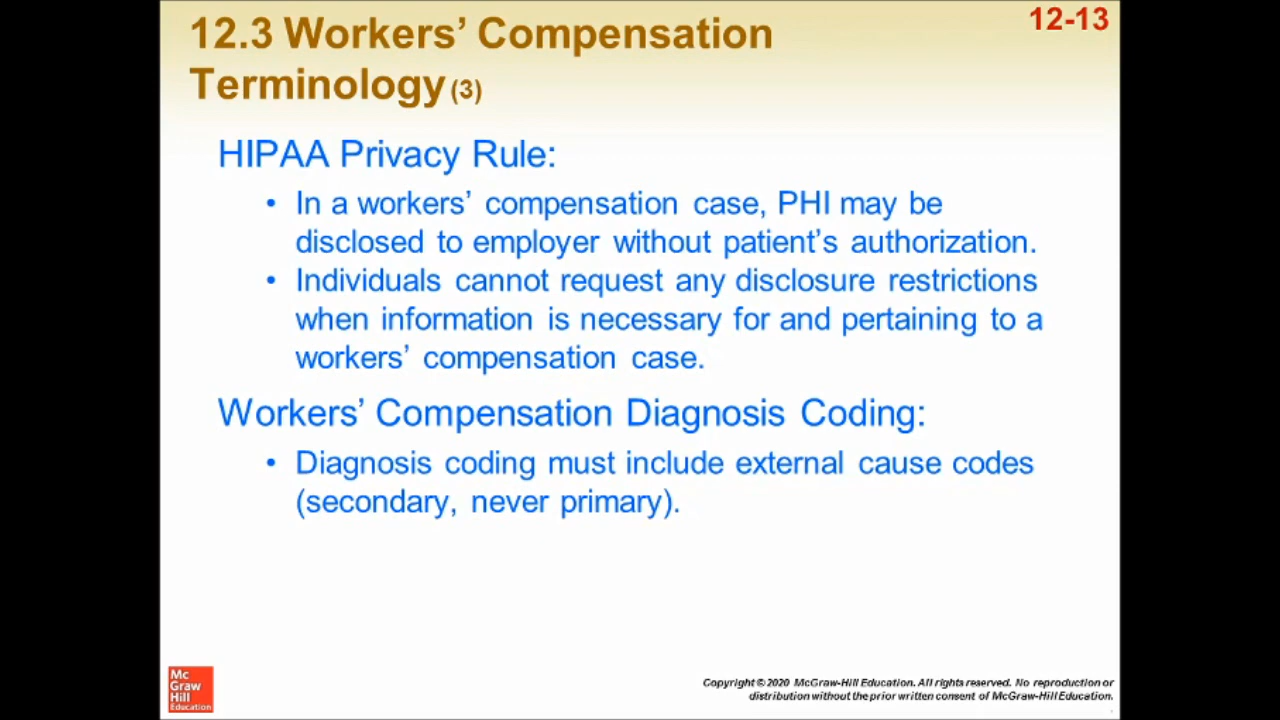 12-13
12.3 Workers’ Compensation
Terminology (3)
HIPAA Privacy Rule:
• In a workers’ compensation case, PHI may be
disclosed to employer without patient’s authorization.
• Individuals cannot request any disclosure restrictions
when information is necessary for and pertaining to a
workers’ compensation case.
Workers’ Compensation Diagnosis Coding:
• Diagnosis coding must include external cause codes
(secondary, never primary).
Mc
Graw
Hill
Education
Copyright © 2020 McGraw-Hill Education. All rights reserved. No reproduction or
distribution without the prior written consent of McGraw-Hill Education.